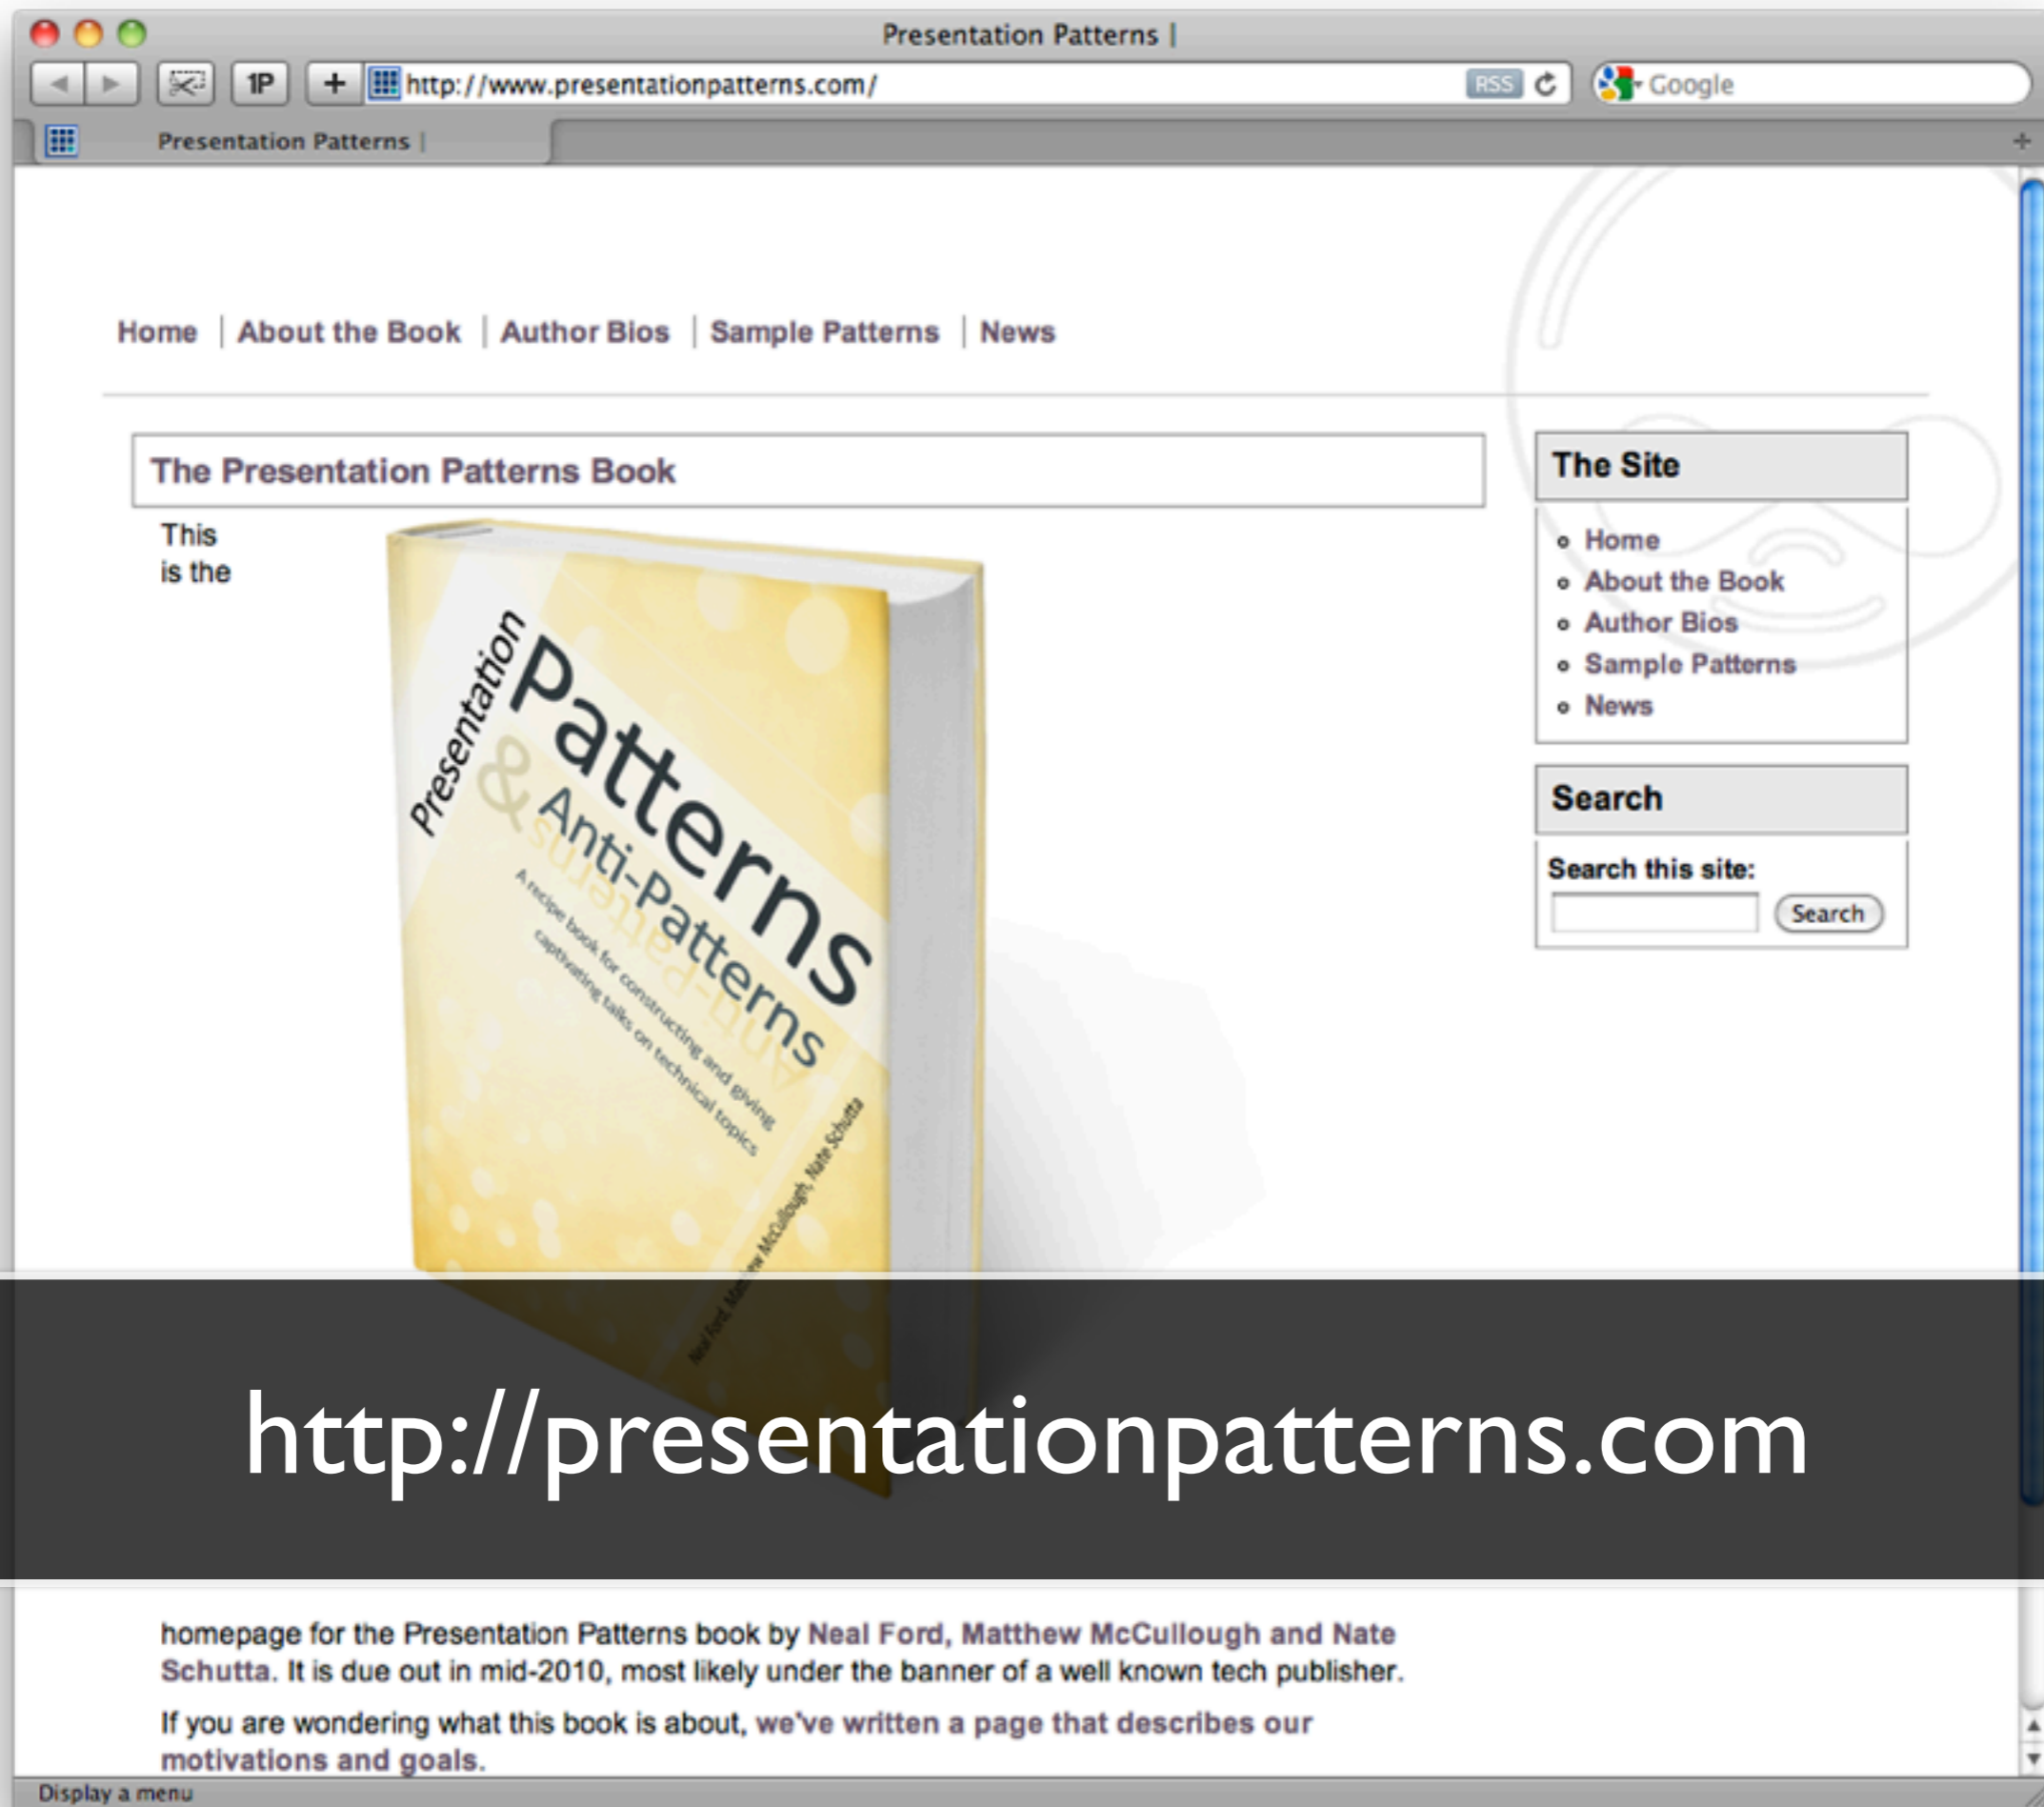 Presentation Patterns |
1P
+
http://www.presentationpatterns.com/
RSS
Google
Presentation Patterns |
+
Home
About the Book
Author Bios
Sample Patterns
News
The Presentation Patterns Book
This
is the
Presentation
Patterns
&
Anti-Patterns
Anti-Patterns
A recipe book for constructing and giving
captivating talks on technical topics
Neal Ford, Matthew McCullough, Nate Schutta
The Site
Home
About the Book
Author Bios
Sample Patterns
News
Search
Search this site:
Search
http://presentationpatterns.com
homepage for the Presentation Patterns book by Neal Ford, Matthew McCullough and Nate
Schutta. It is due out in mid-2010, most likely under the banner of a well known tech publisher.
If you are wondering what this book is about, we've written a page that describes our
motivations and goals.
Display a menu